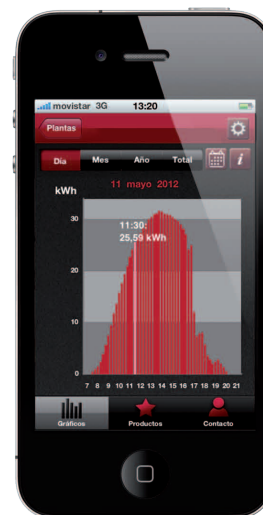 movistar 3G 13:20
Plantas
Día Mes Año Total i
kWh 11 mayo 2012
11:30:
25,59 kWh
30
20
10
0
7 8 9 10 11 12 13 14 15 16 17 18 19 20 21
Gráficos Productos Contacto